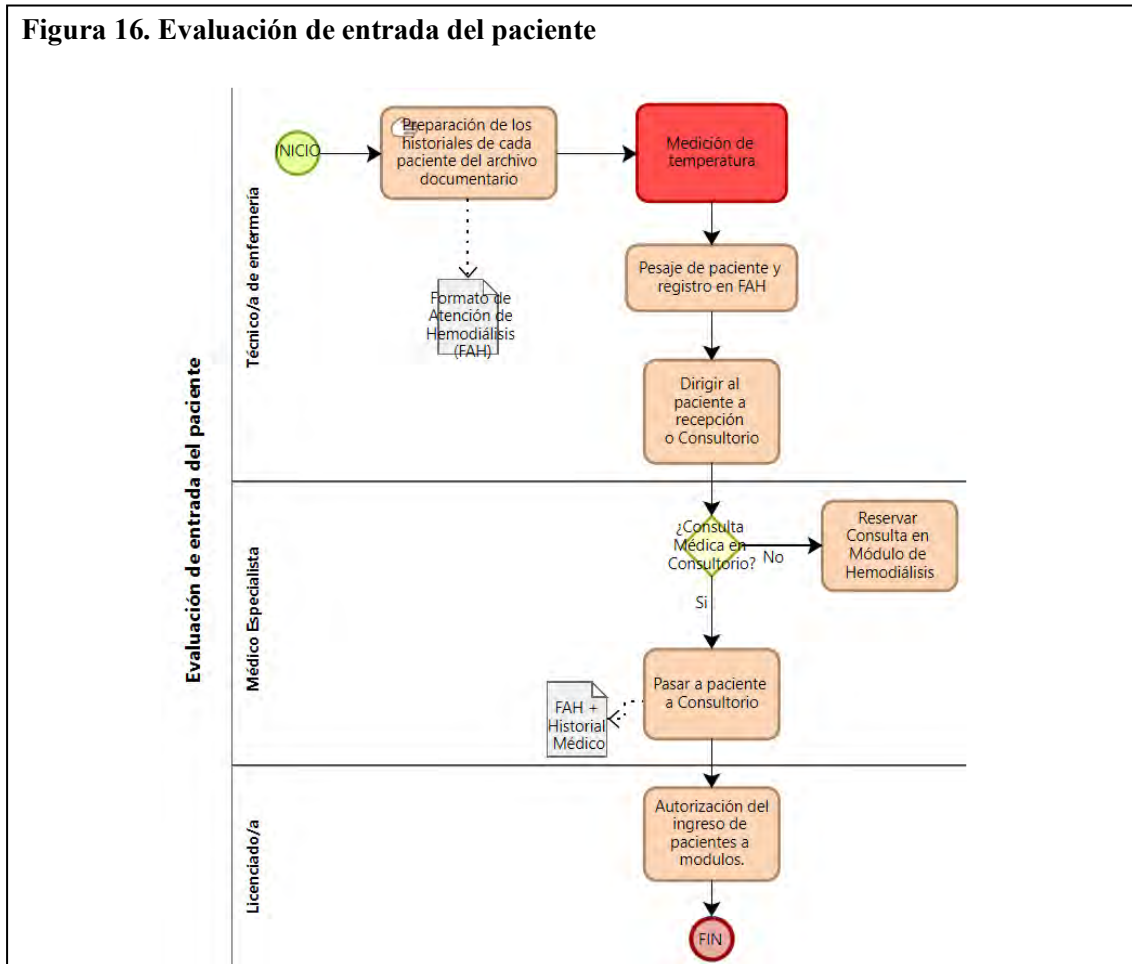 Figura 16. Evaluación de entrada del paciente
Evaluación de entrada del paciente
Técnico/a de enfermería
INICIO
Preparación de los
historiales de cada
paciente del archivo
documentario
Medición de
temperatura
Formato de
Atención de
Hemodiálisis
(FAH)
Pesaje de paciente y
registro en FAH
Dirigir al
paciente a
recepción
o Consultorio
Médico Especialista
¿Consulta
Médica en
Consultorio?
No
Reservar
Consulta en
Módulo de
Hemodiálisis
Si
Pasar a paciente
a Consultorio
FAH +
Historial
Médico
Licenciado/a
Autorización del
ingreso de
pacientes a
modulos.
FIN